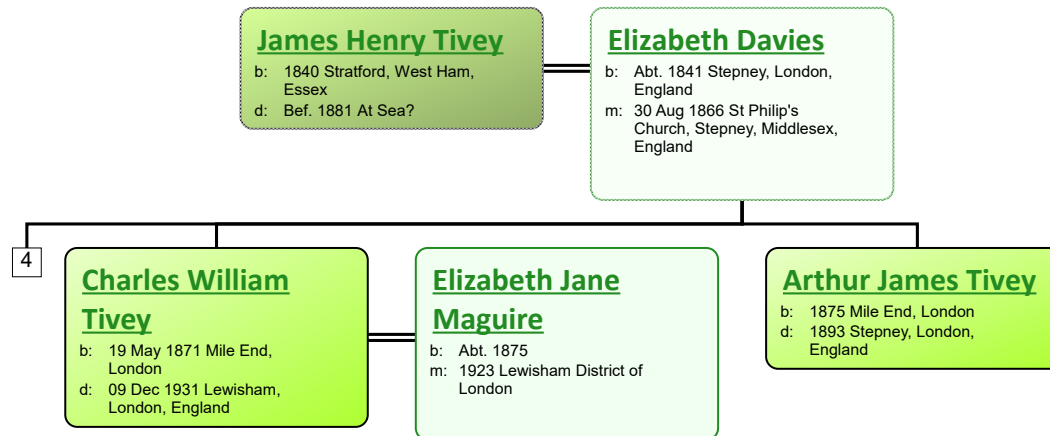 James Henry Tivey
b: 1840 Stratford, West Ham,
Essex
d: Bef. 1881 At Sea?
Elizabeth Davies
b: Abt. 1841 Stepney, London,
England
m: 30 Aug 1866 St Philip's
Church, Stepney, Middlesex,
England
4
Charles William
Tivey
b: 19 May 1871 Mile End,
London
d: 09 Dec 1931 Lewisham,
London, England
Elizabeth Jane
Maguire
b: Abt. 1875
m: 1923 Lewisham District of
London
Arthur James Tivey
b: 1875 Mile End, London
d: 1893 Stepney, London,
England